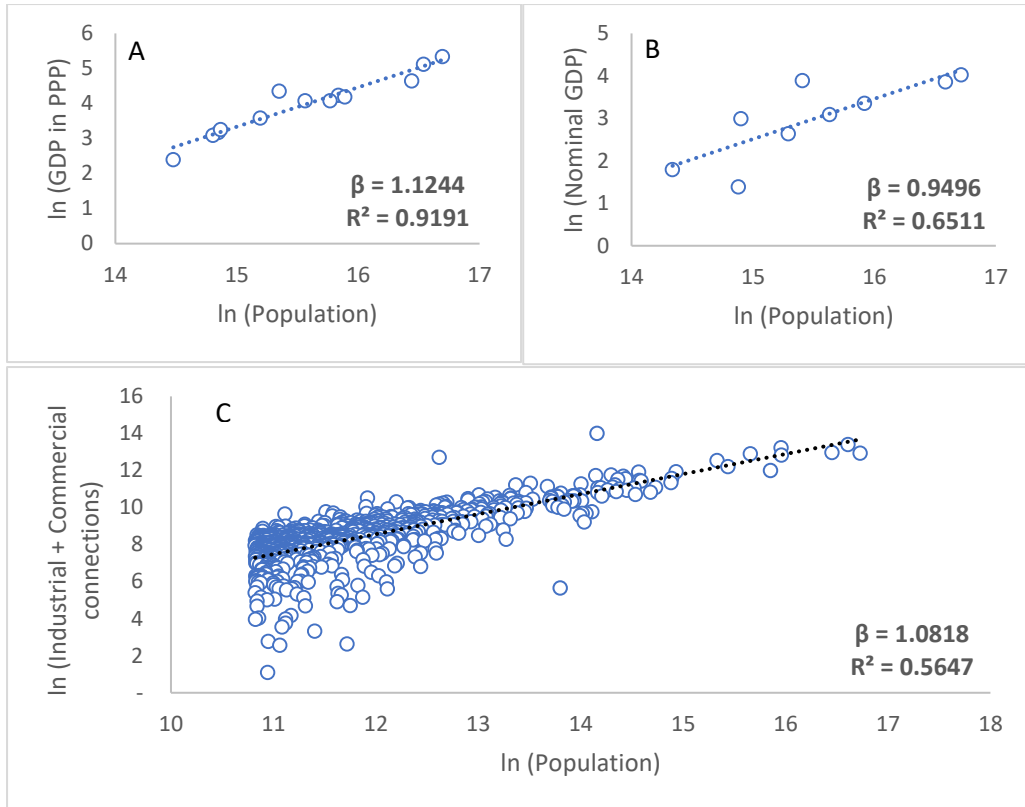 A
ln (GDP in PPP)
6
5
4
3
2
1
0
β = 1.1244
R² = 0.9191
14 15 16 17
ln (Population)
B
ln (Nominal GDP)
5
4
3
2
1
0
β = 0.9496
R² = 0.6511
14 15 16 17
ln (Population)
C
ln (Industrial + Commercial
connections)
16
14
12
10
8
6
4
2
-
β = 1.0818
R² = 0.5647
10 11 12 13 14 15 16 17 18
ln (Population)